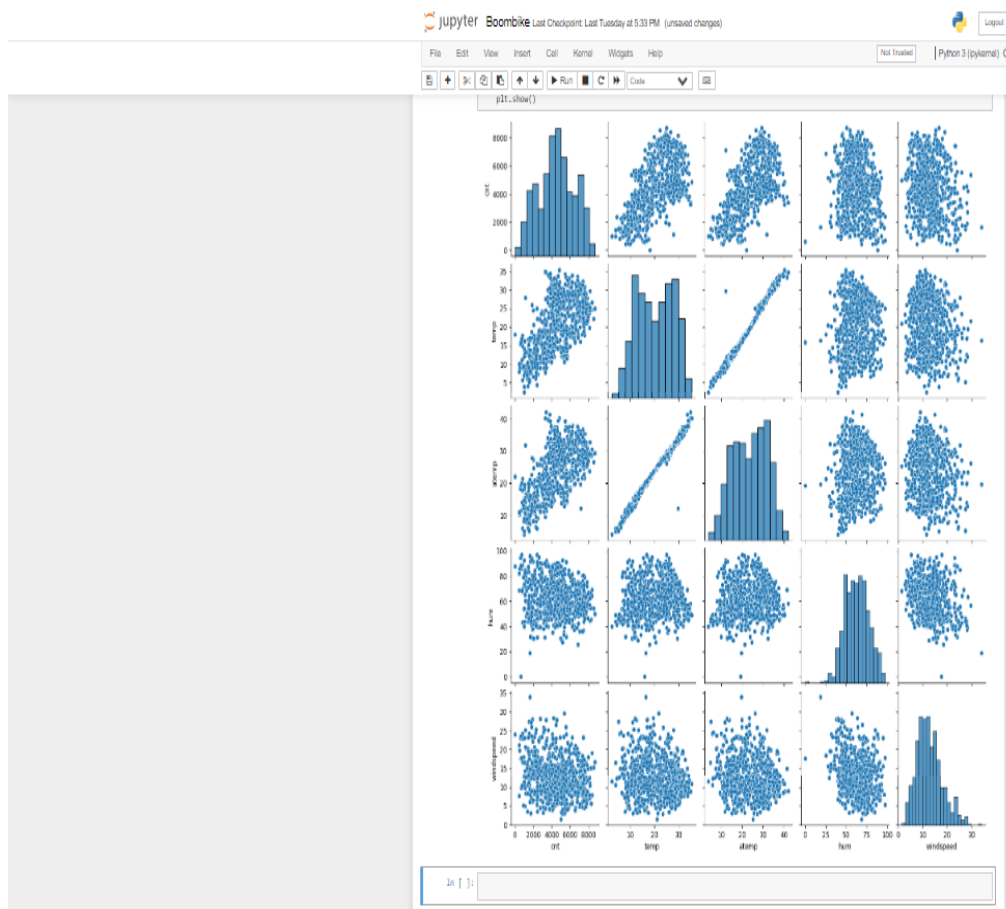 jupyter Boombike Last Checkpoint: Last Tuesday at 5:33 PM (unsaved changes)
Logout
File Edit View Insert Cell Kernel Widgets Help
Not Trusted
Python 3 (ipykernel)
Run
Code
plt.show()
8000
6000
4000
2000
0
cnt
35
30
25
20
15
10
5
temp
40
30
20
10
atemp
100
80
60
40
20
0
hum
35
30
25
20
15
10
5
0
windspeed
0 2000 4000 6000 8000
10 20 30
10 20 30 40
0 25 50 75 100
0 10 20 30
cnt temp atemp hum windspeed
In [ ]: